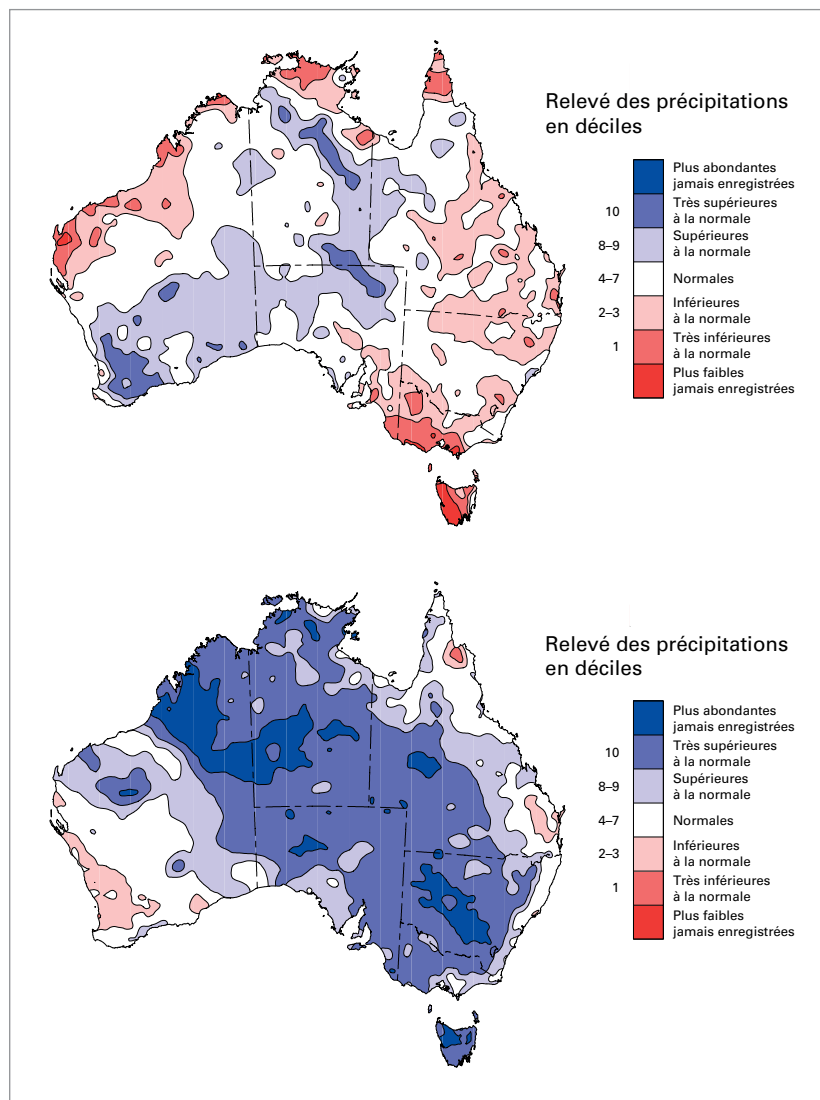 Relevé des précipitations
en déciles
Plus abondantes
jamais enregistrées
10
Très supérieures
à la normale
8–9
Supérieures
à la normale
4–7
Normales
2–3
Inférieures
à la normale
1
Très inférieures
à la normale
Plus faibles
jamais enregistrées
Relevé des précipitations
en déciles
Plus abondantes
jamais enregistrées
10
Très supérieures
à la normale
8–9
Supérieures
à la normale
4–7
Normales
2–3
Inférieures
à la normale
1
Très inférieures
à la normale
Plus faibles
jamais enregistrées